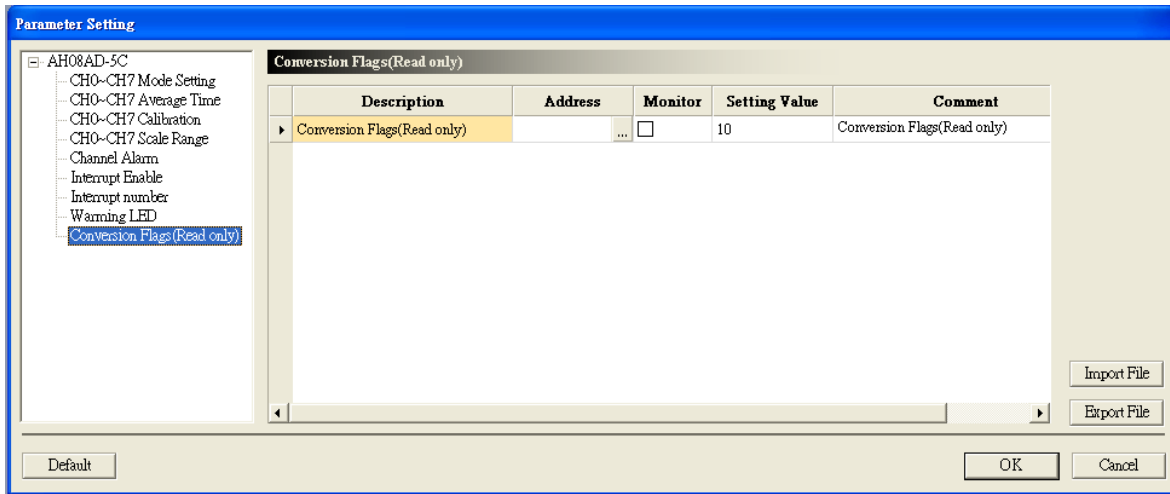 Parameter Setting
AH08AD-5C
CH0~CH7 Mode Setting
CH0~CH7 Average Time
CH0~CH7 Calibration
CH0~CH7 Scale Range
Channel Alarm
Interrupt Enable
Interrupt number
Warming LED
Conversion Flags(Read only)
Conversion Flags(Read only)
Description Address Monitor Setting Value Comment
Conversion Flags(Read only) ... 10 Conversion Flags(Read only)
Import File
Export File
Default OK Cancel